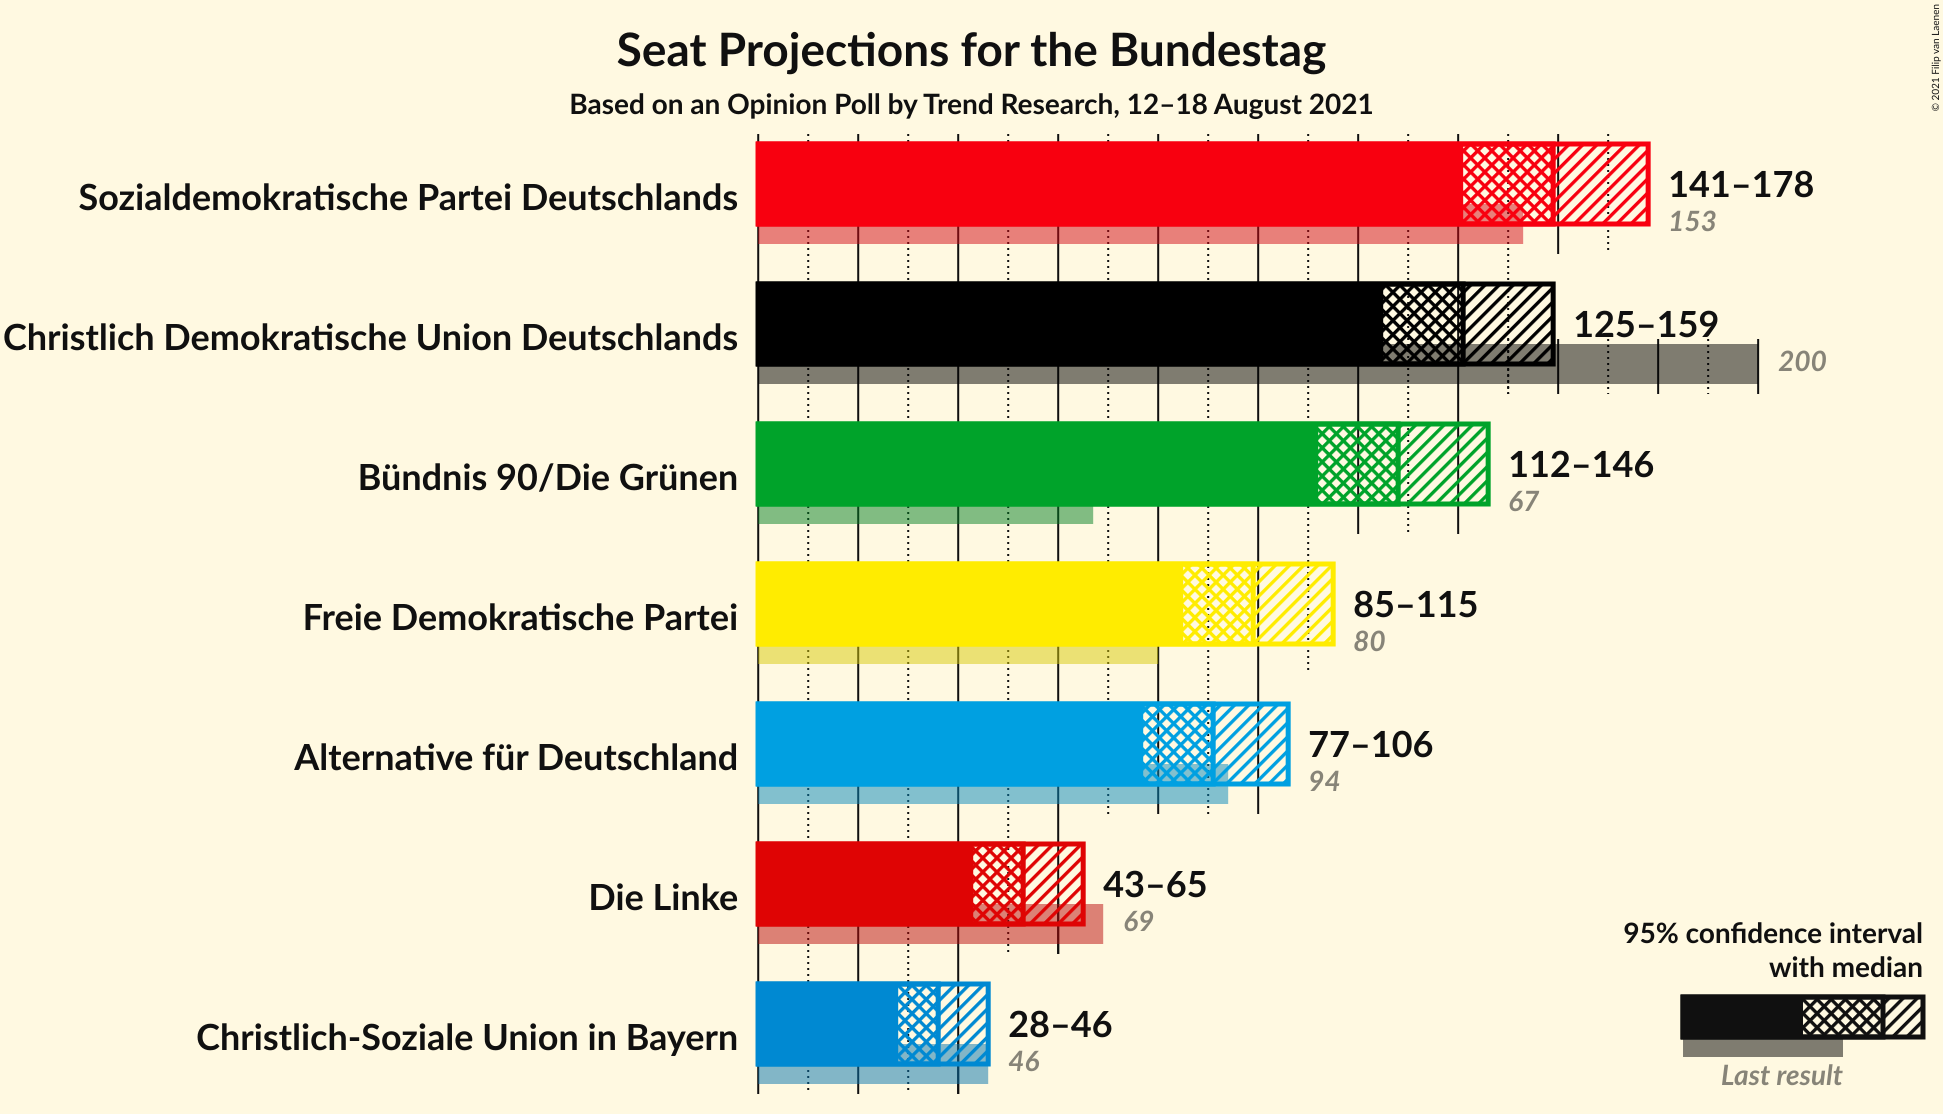 Seat Projections for the Bundestag
Based on an Opinion Poll by Trend Research, 12–18 August 2021
© 2021 Filip van Laenen
Sozialdemokratische Partei Deutschlands
141–178
153
Christlich Demokratische Union Deutschlands
125–159
200
Bündnis 90/Die Grünen
112–146
67
Freie Demokratische Partei
85–115
80
Alternative für Deutschland
77–106
94
Die Linke
43–65
69
Christlich-Soziale Union in Bayern
28–46
46
95% confidence interval
with median
Last result